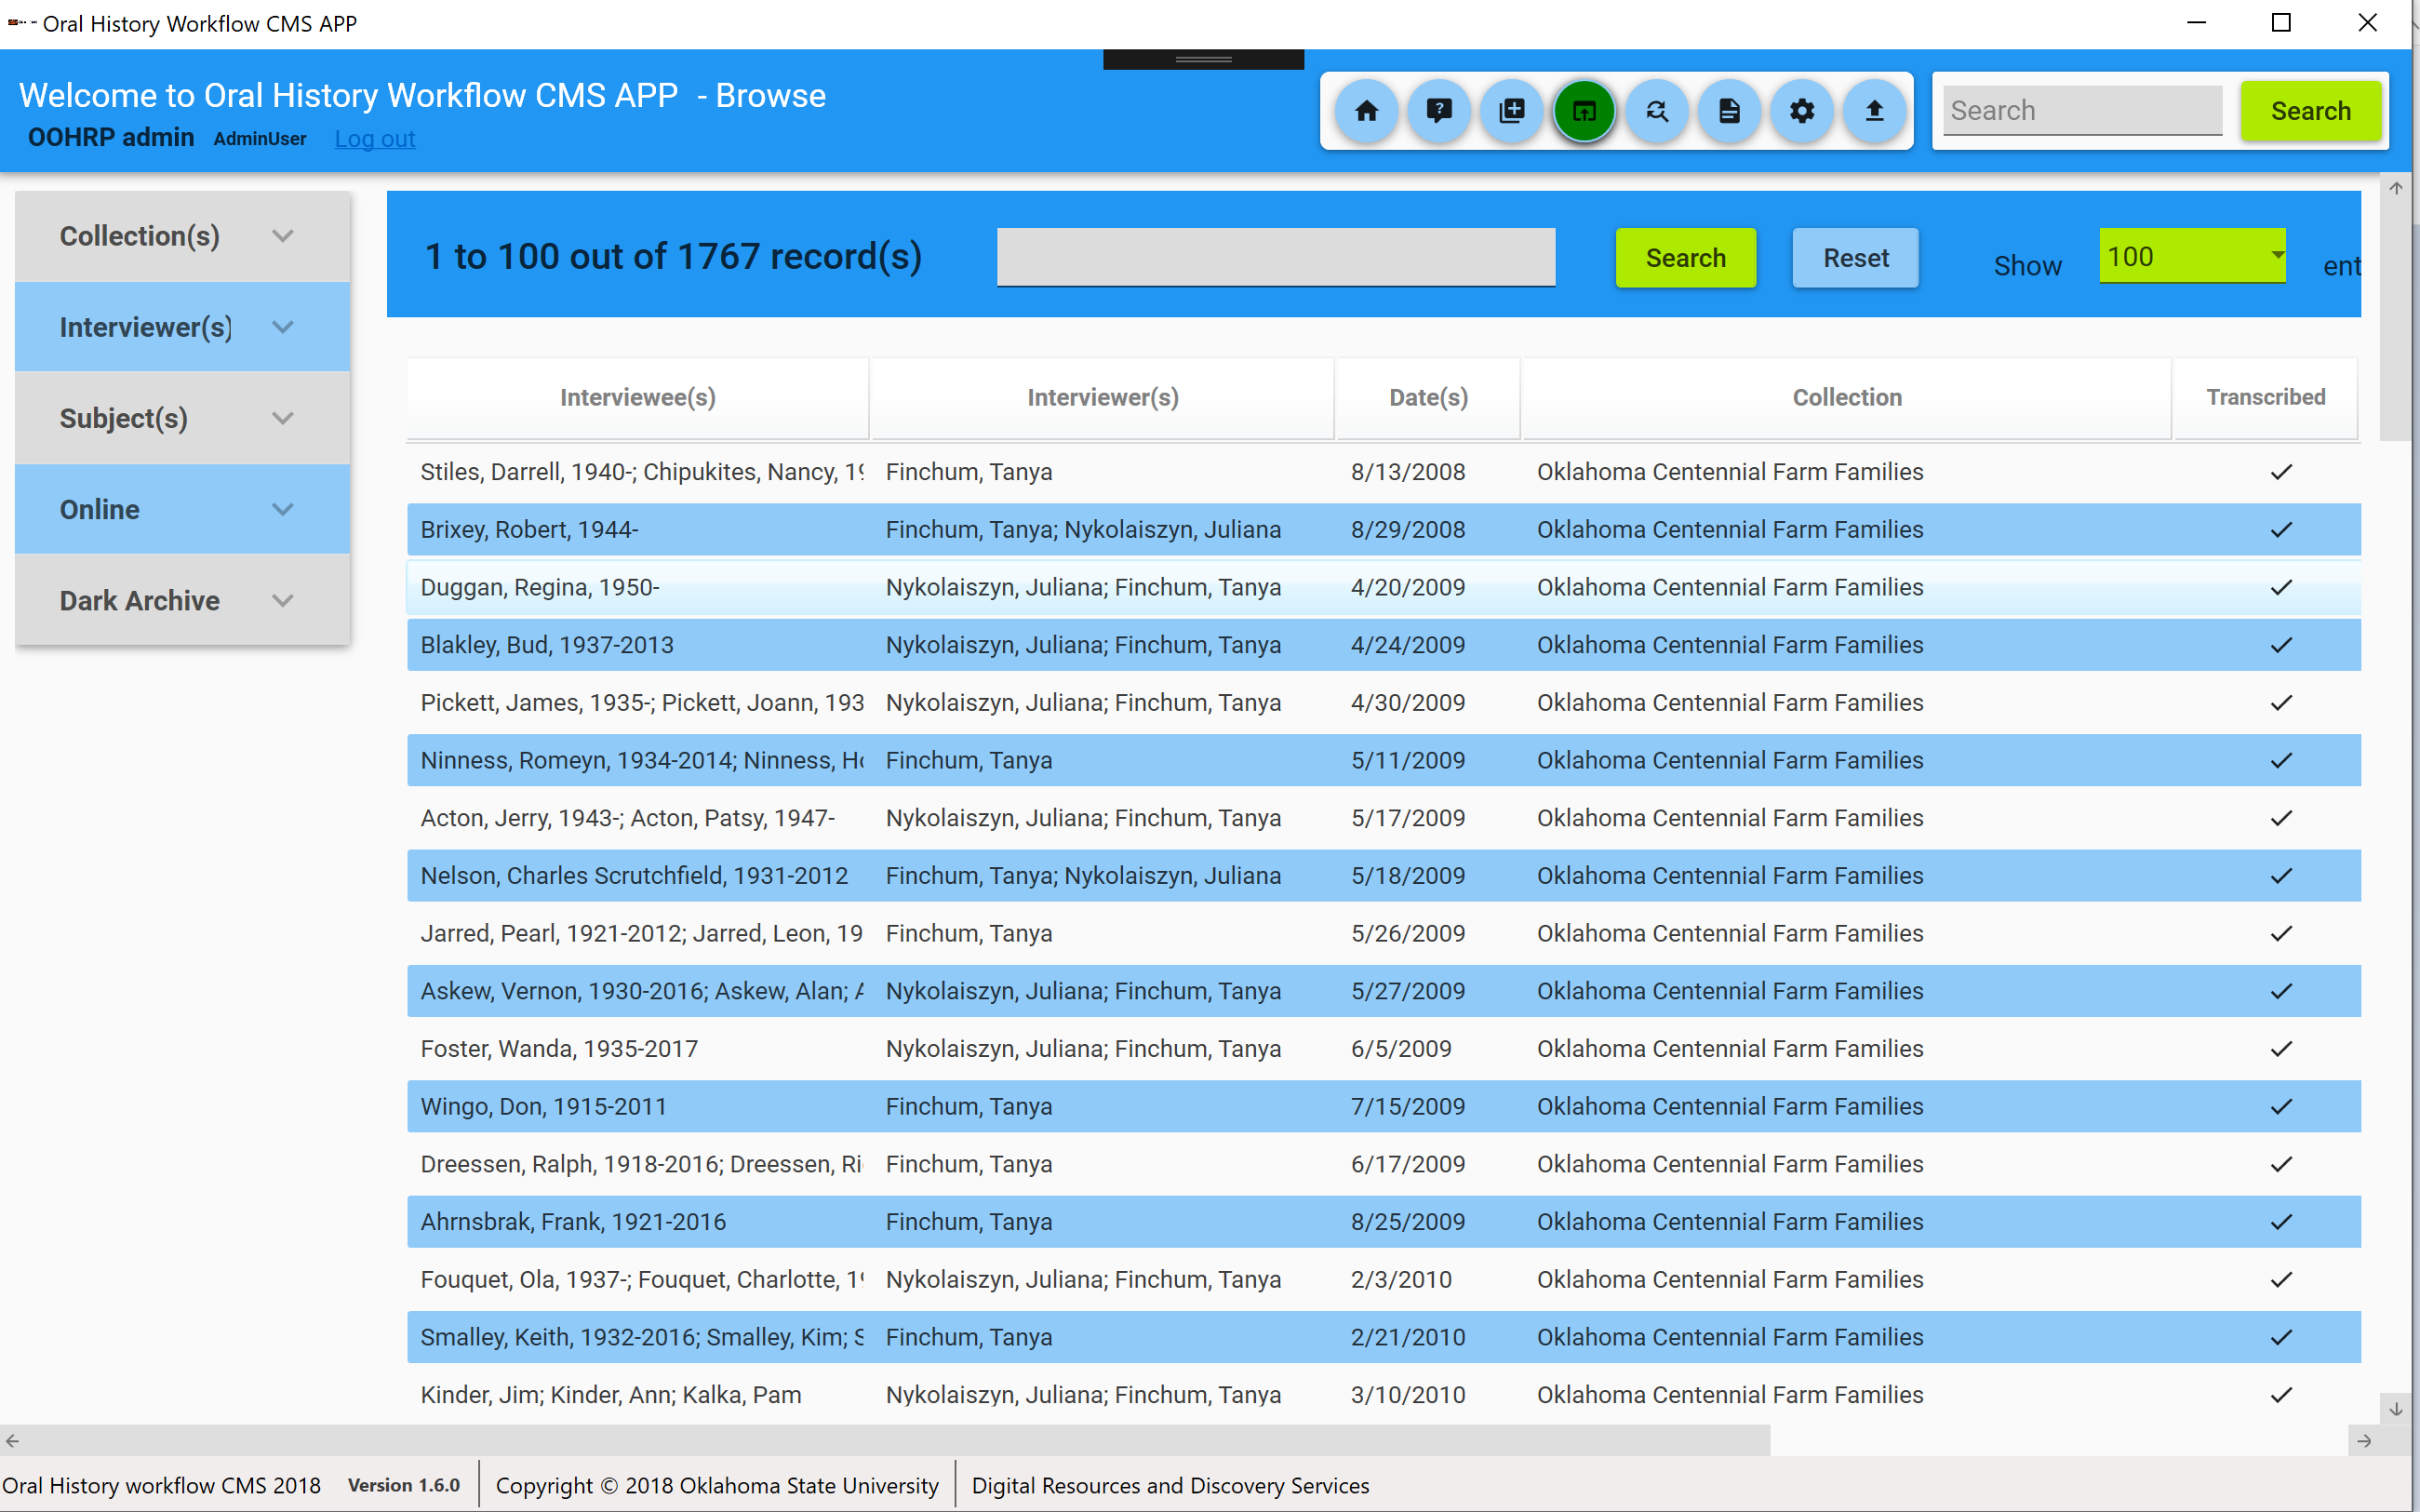 Oral History Workflow CMS APP
Welcome to Oral History Workflow CMS APP - Browse
OOHRP admin AdminUser Log out
Search Search
Collection(s)
Interviewer(s)
Subject(s)
Online
Dark Archive
1 to 100 out of 1767 record(s) Search Reset Show 100 ent
Interviewee(s) Interviewer(s) Date(s) Collection Transcribed
Stiles, Darrell, 1940-; Chipukites, Nancy, 19 Finchum, Tanya 8/13/2008 Oklahoma Centennial Farm Families
Brixey, Robert, 1944- Finchum, Tanya; Nykolaiszyn, Juliana 8/29/2008 Oklahoma Centennial Farm Families
Duggan, Regina, 1950- Nykolaiszyn, Juliana; Finchum, Tanya 4/20/2009 Oklahoma Centennial Farm Families
Blakley, Bud, 1937-2013 Nykolaiszyn, Juliana; Finchum, Tanya 4/24/2009 Oklahoma Centennial Farm Families
Pickett, James, 1935-; Pickett, Joann, 193 Nykolaiszyn, Juliana; Finchum, Tanya 4/30/2009 Oklahoma Centennial Farm Families
Ninness, Romeyn, 1934-2014; Ninness, Ho Finchum, Tanya 5/11/2009 Oklahoma Centennial Farm Families
Acton, Jerry, 1943-; Acton, Patsy, 1947- Nykolaiszyn, Juliana; Finchum, Tanya 5/17/2009 Oklahoma Centennial Farm Families
Nelson, Charles Scrutchfield, 1931-2012 Finchum, Tanya; Nykolaiszyn, Juliana 5/18/2009 Oklahoma Centennial Farm Families
Jarred, Pearl, 1921-2012; Jarred, Leon, 19 Finchum, Tanya 5/26/2009 Oklahoma Centennial Farm Families
Askew, Vernon, 1930-2016; Askew, Alan; A Nykolaiszyn, Juliana; Finchum, Tanya 5/27/2009 Oklahoma Centennial Farm Families
Foster, Wanda, 1935-2017 Nykolaiszyn, Juliana; Finchum, Tanya 6/5/2009 Oklahoma Centennial Farm Families
Wingo, Don, 1915-2011 Finchum, Tanya 7/15/2009 Oklahoma Centennial Farm Families
Dreessen, Ralph, 1918-2016; Dreessen, Ri Finchum, Tanya 6/17/2009 Oklahoma Centennial Farm Families
Ahrnsbrak, Frank, 1921-2016 Finchum, Tanya 8/25/2009 Oklahoma Centennial Farm Families
Fouquet, Ola, 1937-; Fouquet, Charlotte, 19 Nykolaiszyn, Juliana; Finchum, Tanya 2/3/2010 Oklahoma Centennial Farm Families
Smalley, Keith, 1932-2016; Smalley, Kim; S Finchum, Tanya 2/21/2010 Oklahoma Centennial Farm Families
Kinder, Jim; Kinder, Ann; Kalka, Pam Nykolaiszyn, Juliana; Finchum, Tanya 3/10/2010 Oklahoma Centennial Farm Families
Oral History workflow CMS 2018 Version 1.6.0 Copyright © 2018 Oklahoma State University Digital Resources and Discovery Services